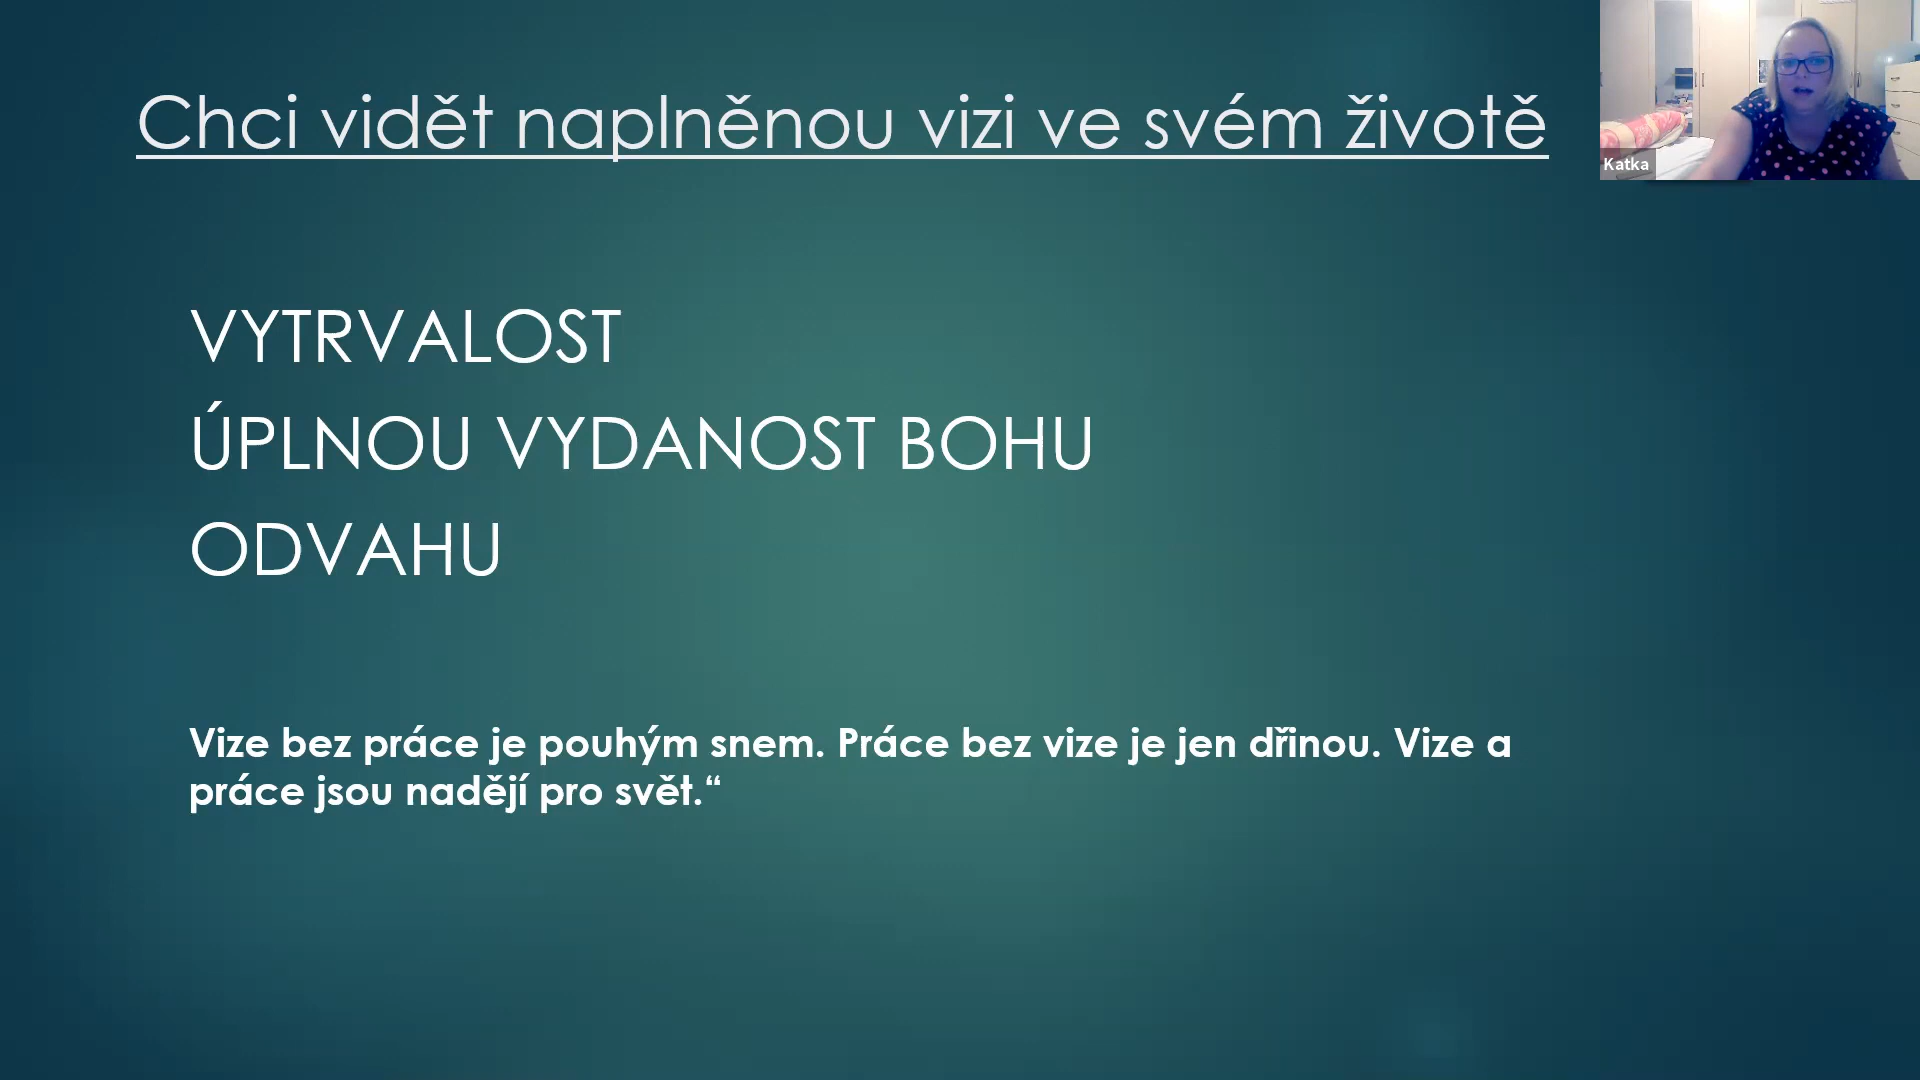 Chci vidět naplněnou vizi ve svém životě
Katka
VYTRVALOST
ÚPLNOU VYDANOST BOHU
ODVAHU
Vize bez práce je pouhým snem. Práce bez vize je jen dřinou. Vize a
práce jsou nadějí pro svět.“